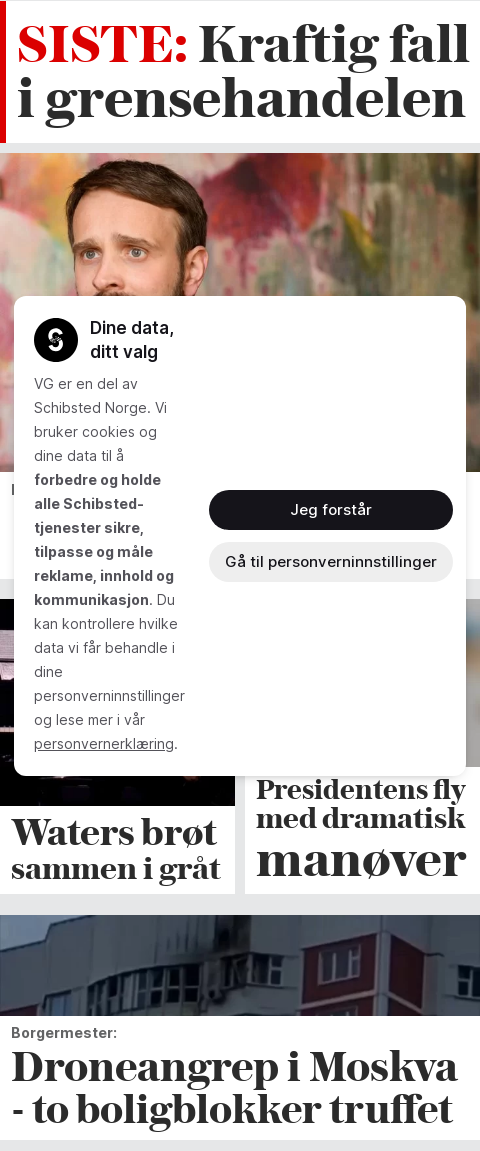 SISTE: Kraftig fall
i grensehandelen
Dine data,
ditt valg
VG er en del av
Schibsted Norge. Vi
bruker cookies og
dine data til å
forbedre og holde
alle Schibsted-
tjenester sikre,
tilpasse og måle
reklame, innhold og
kommunikasjon. Du
kan kontrollere hvilke
data vi får behandle i
dine
personverninnstillinger
og lese mer i vår
personvernerklæring.
Jeg forstår
Gå til personverninnstillinger
Waters brøt
sammen i gråt
Presidentens fly
med dramatisk
manøver
Borgermester:
Droneangrep i Moskva
- to boligblokker truffet